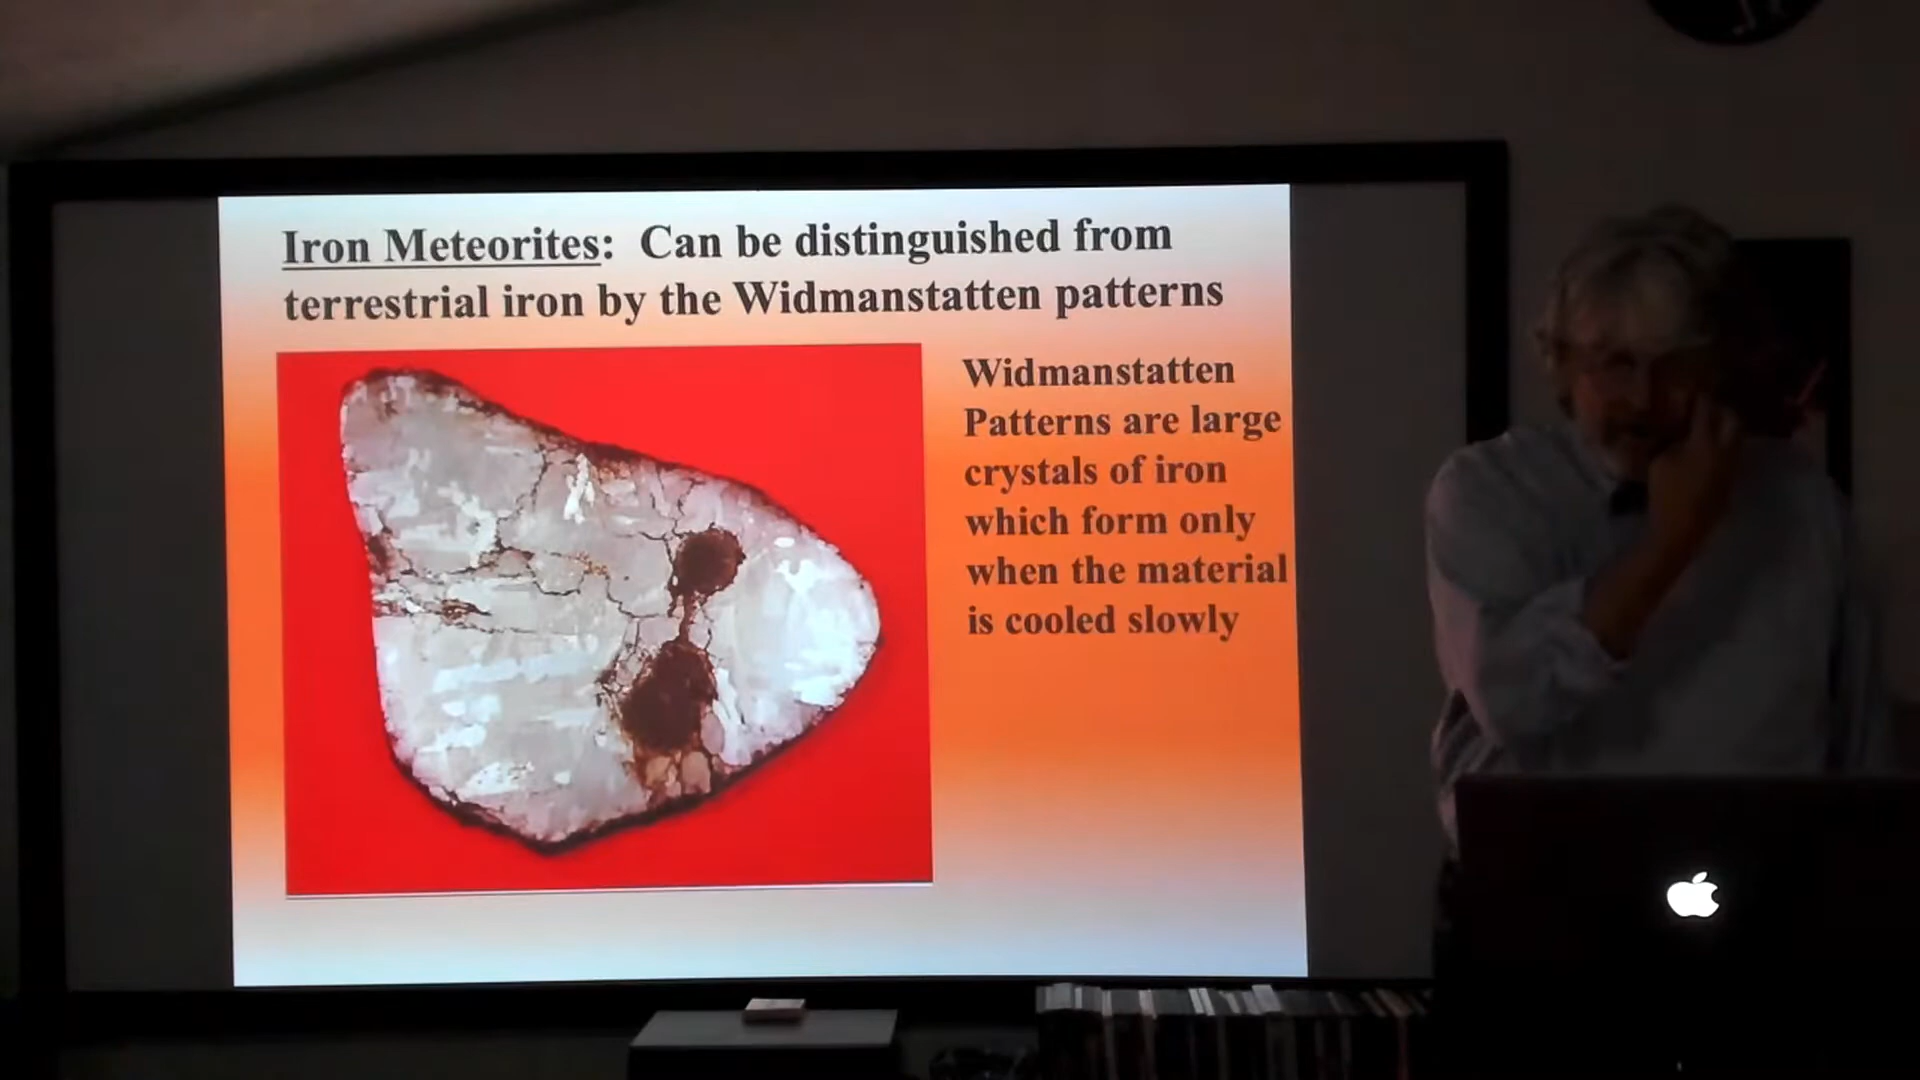 Iron Meteorites: Can be distinguished from
terrestrial iron by the Widmanstatten patterns
Widmanstatten
Patterns are large
crystals of iron
which form only
when the material
is cooled slowly